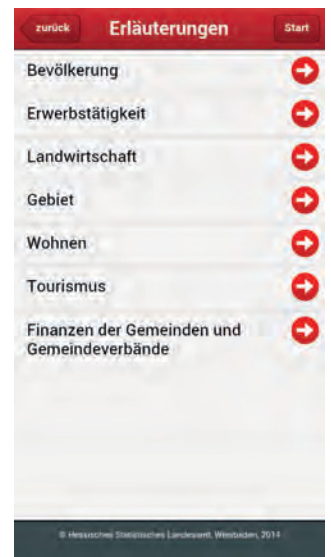 zurück Erläuterungen Start
Bevölkerung
Erwerbstätigkeit
Landwirtschaft
Gebiet
Wohnen
Tourismus
Finanzen der Gemeinden und
Gemeindeverbände
© Hessisches Statistisches Landesamt, Wiesbaden, 2014